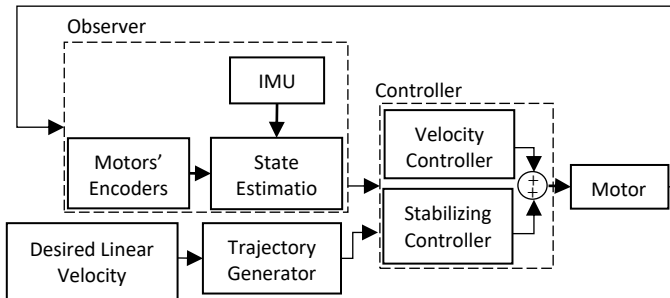 Observer
IMU
Controller
Motors'
Encoders
State
Estimatio
Velocity
Controller
+
+
Motor
Stabilizing
Controller
Desired Linear
Velocity
Trajectory
Generator